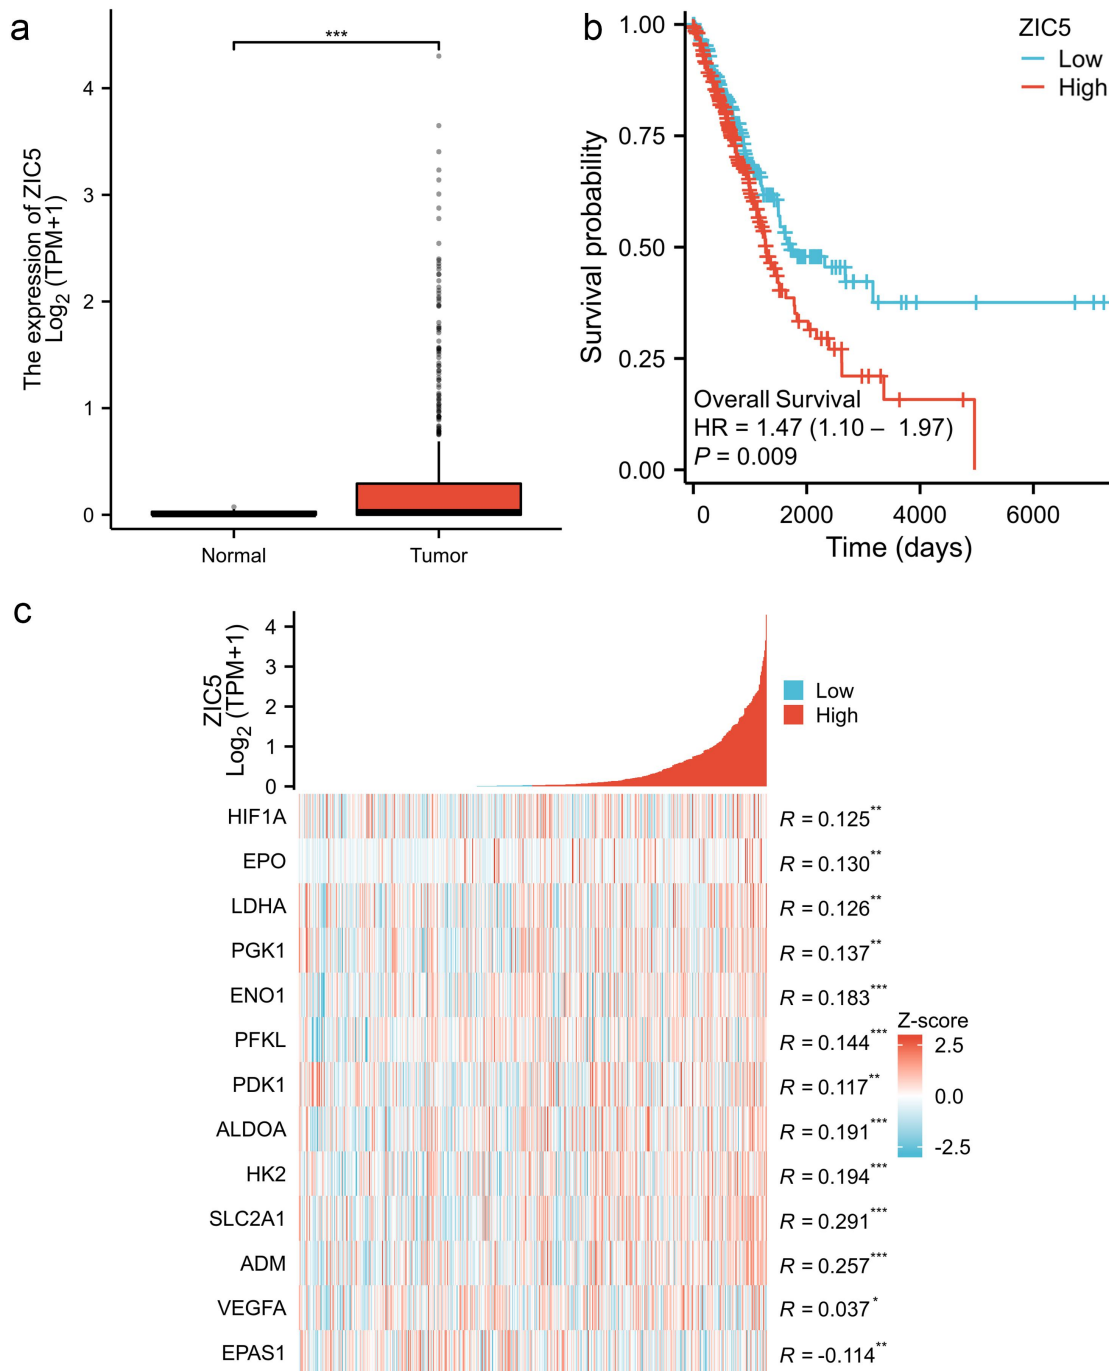 a
***
The expression of ZIC5
Log2 (TPM+1)
4
3
2
1
0
Normal
Tumor
b
ZIC5
Low
High
Survival probability
1.00
0.75
0.50
0.25
0.00
Overall Survival
HR = 1.47 (1.10 – 1.97)
P = 0.009
0
2000
4000
6000
Time (days)
c
ZIC5
Log2 (TPM+1)
4
3
2
1
0
Low
High
HIF1A R = 0.125**
EPO R = 0.130**
LDHA R = 0.126**
PGK1 R = 0.137**
ENO1 R = 0.183***
PFKL R = 0.144***
PDK1 R = 0.117**
ALDOA R = 0.191***
HK2 R = 0.194***
SLC2A1 R = 0.291***
ADM R = 0.257***
VEGFA R = 0.037*
EPAS1 R = -0.114**
Z-score
2.5
0.0
-2.5